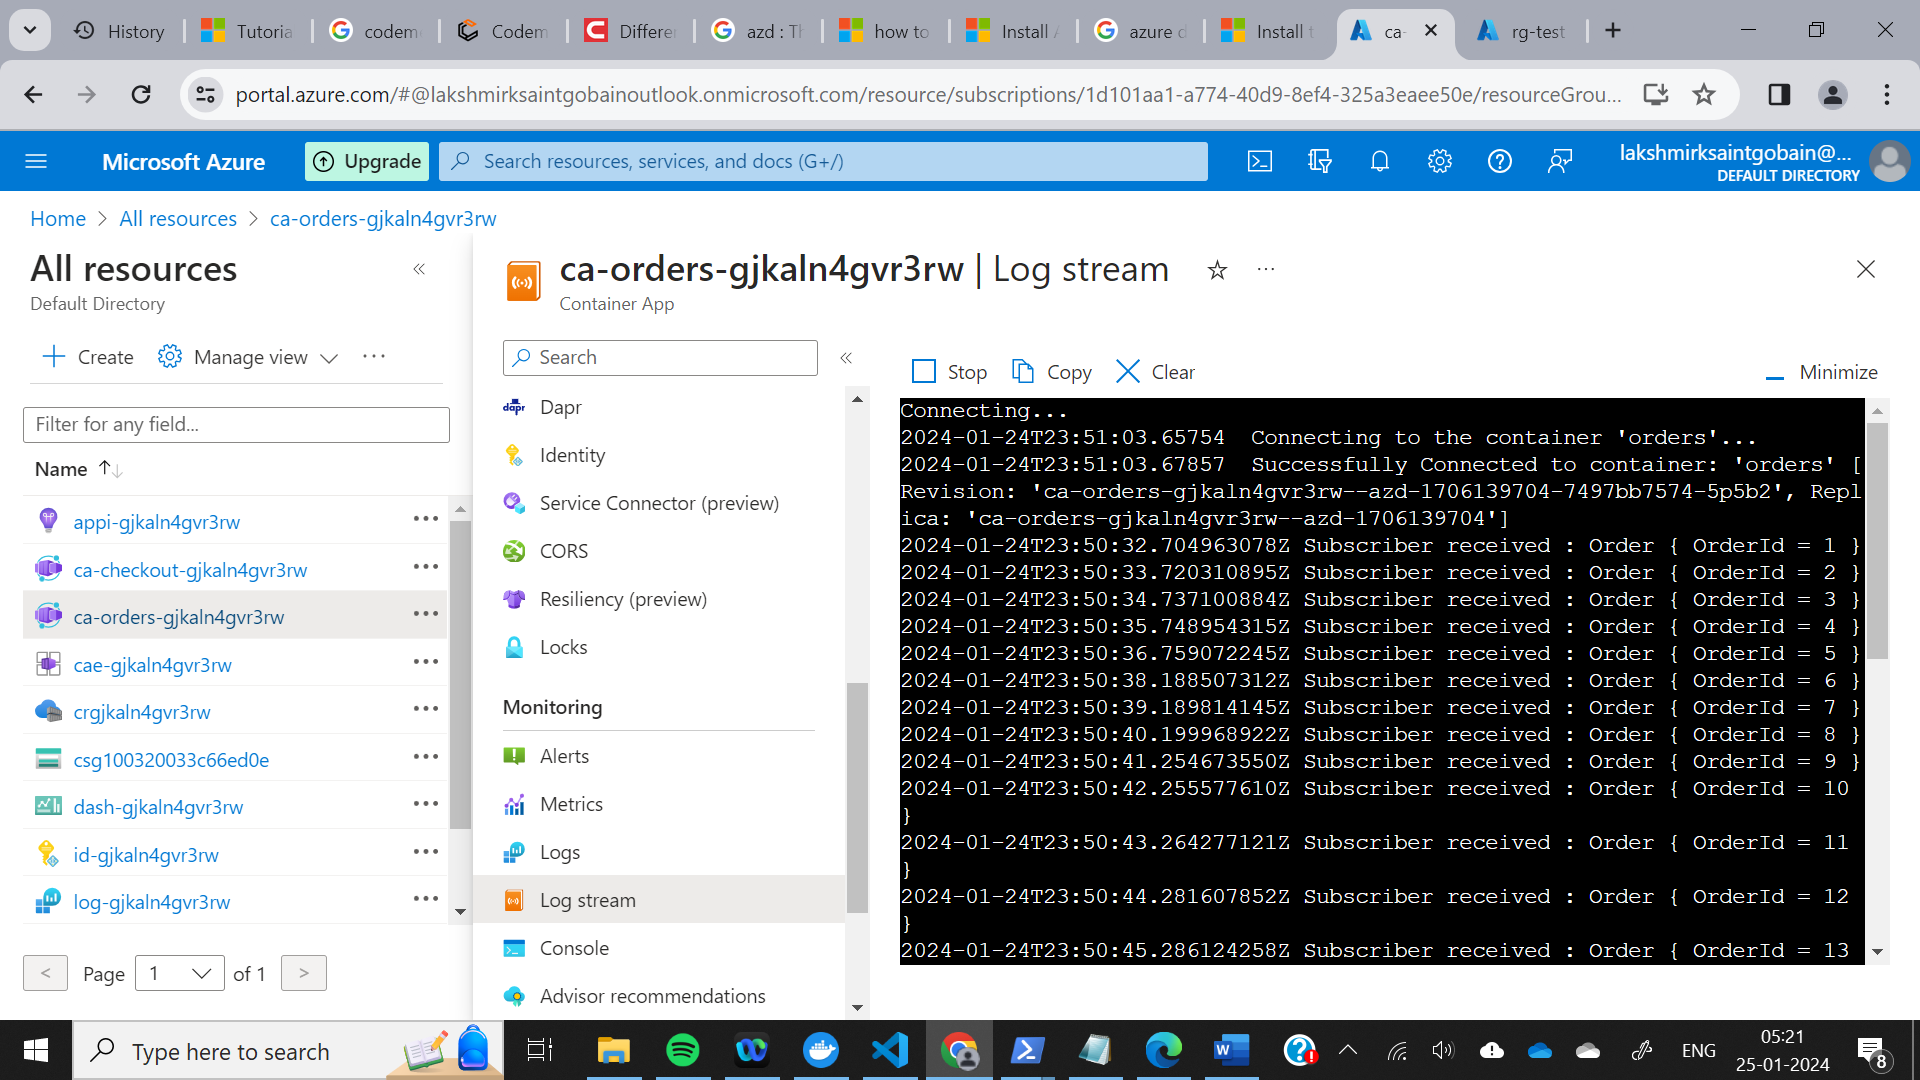 History
Tutoria
codem
Codem
Differer
azd : Th
how to
Install A
azure d
Install t
ca-
rg-test
portal.azure.com/#@lakshmirksaintgobainoutlook.onmicrosoft.com/resource/subscriptions/1d101aa1-a774-40d9-8ef4-325a3eaee50e/resourceGrou...
Microsoft Azure
Upgrade
Search resources, services, and docs (G+/)
lakshmirksaintgobain@...
DEFAULT DIRECTORY
Home > All resources > ca-orders-gjkaln4gvr3rw
All resources
Default Directory
Create
Manage view
Filter for any field...
Name
appi-gjkaln4gvr3rw
ca-checkout-gjkaln4gvr3rw
ca-orders-gjkaln4gvr3rw
cae-gjkaln4gvr3rw
crgjkaln4gvr3rw
csg100320033c66ed0e
dash-gjkaln4gvr3rw
id-gjkaln4gvr3rw
log-gjkaln4gvr3rw
< Page 1 of 1 >
ca-orders-gjkaln4gvr3rw | Log stream
Container App
Search
dapr Dapr
Identity
Service Connector (preview)
CORS
Resiliency (preview)
Locks
Monitoring
Alerts
Metrics
Logs
Log stream
Console
Advisor recommendations
Stop
Copy
Clear
Minimize
Connecting...
2024-01-24T23:51:03.65754  Connecting to the container 'orders'...
2024-01-24T23:51:03.67857  Successfully Connected to container: 'orders' [
Revision: 'ca-orders-gjkaln4gvr3rw--azd-1706139704-7497bb7574-5p5b2', Repl
ica: 'ca-orders-gjkaln4gvr3rw--azd-1706139704']
2024-01-24T23:50:32.704963078Z Subscriber received : Order { OrderId = 1 }
2024-01-24T23:50:33.720310895Z Subscriber received : Order { OrderId = 2 }
2024-01-24T23:50:34.737100884Z Subscriber received : Order { OrderId = 3 }
2024-01-24T23:50:35.748954315Z Subscriber received : Order { OrderId = 4 }
2024-01-24T23:50:36.759072245Z Subscriber received : Order { OrderId = 5 }
2024-01-24T23:50:38.188507312Z Subscriber received : Order { OrderId = 6 }
2024-01-24T23:50:39.189814145Z Subscriber received : Order { OrderId = 7 }
2024-01-24T23:50:40.199968922Z Subscriber received : Order { OrderId = 8 }
2024-01-24T23:50:41.254673550Z Subscriber received : Order { OrderId = 9 }
2024-01-24T23:50:42.255577610Z Subscriber received : Order { OrderId = 10
}
2024-01-24T23:50:43.264277121Z Subscriber received : Order { OrderId = 11
}
2024-01-24T23:50:44.281607852Z Subscriber received : Order { OrderId = 12
}
2024-01-24T23:50:45.286124258Z Subscriber received : Order { OrderId = 13
Type here to search
ENG
05:21
25-01-2024
8